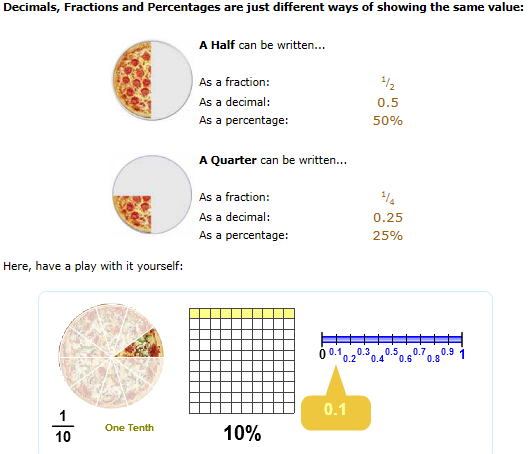 Decimals, Fractions and Percentages are just different ways of showing the same value:
A Half can be written...
As a fraction: 1/2
As a decimal: 0.5
As a percentage: 50%
A Quarter can be written...
As a fraction: 1/4
As a decimal: 0.25
As a percentage: 25%
Here, have a play with it yourself:
0 0.1 0.2 0.3 0.4 0.5 0.6 0.7 0.8 0.9 1
0.1
1/10 One Tenth
10%